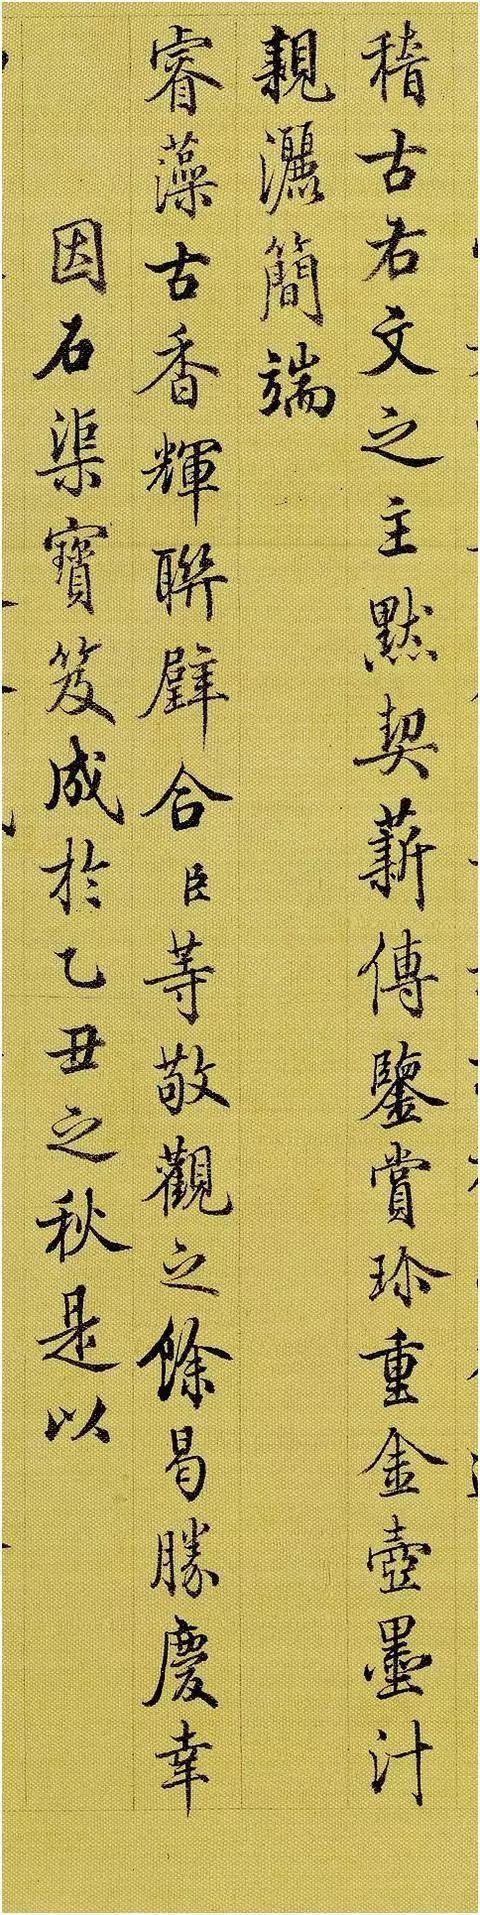 稽古右文之主黙契薪傳鑒賞珍重金壺墨汁
親灑簡端
睿藻古香輝聯璧合臣等敬觀之餘曷勝慶幸
因石渠寶笈成於乙丑之秋是以